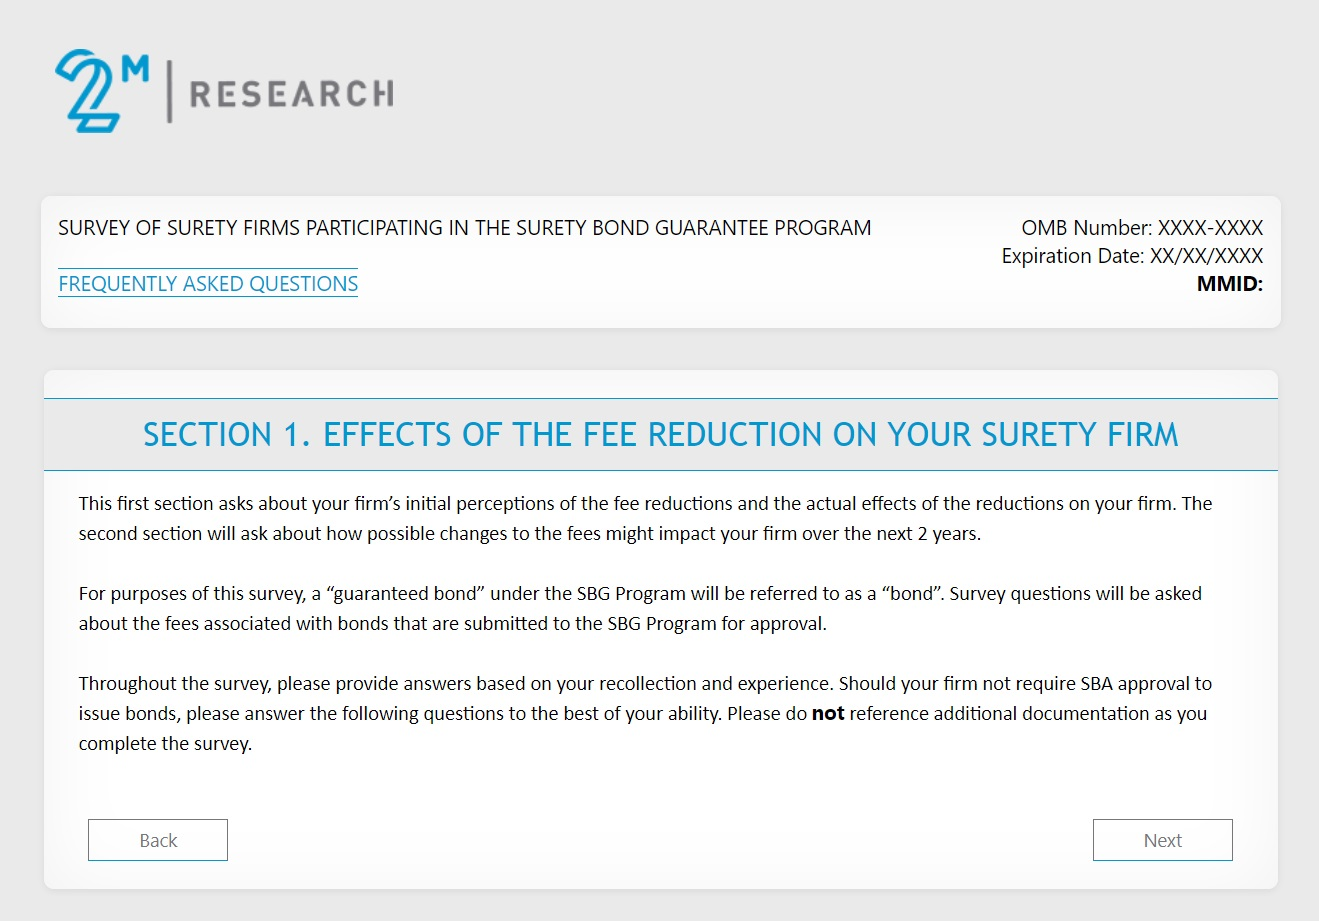 2M | RESEARCH
SURVEY OF SURETY FIRMS PARTICIPATING IN THE SURETY BOND GUARANTEE PROGRAM
FREQUENTLY ASKED QUESTIONS
OMB Number: XXXX-XXXX
Expiration Date: XX/XX/XXXX
MMID:
SECTION 1. EFFECTS OF THE FEE REDUCTION ON YOUR SURETY FIRM
This first section asks about your firm’s initial perceptions of the fee reductions and the actual effects of the reductions on your firm. The
second section will ask about how possible changes to the fees might impact your firm over the next 2 years.
For purposes of this survey, a “guaranteed bond” under the SBG Program will be referred to as a “bond”. Survey questions will be asked
about the fees associated with bonds that are submitted to the SBG Program for approval.
Throughout the survey, please provide answers based on your recollection and experience. Should your firm not require SBA approval to
issue bonds, please answer the following questions to the best of your ability. Please do not reference additional documentation as you
complete the survey.
Back
Next